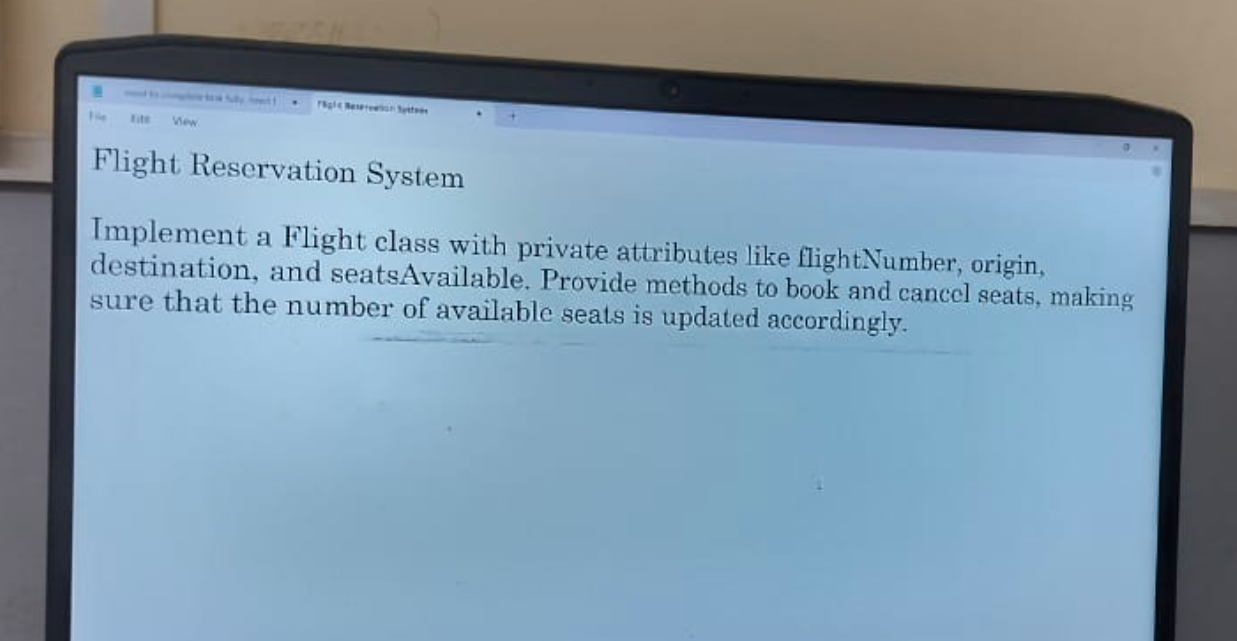 Flight Reservation System
File Edit View
Flight Reservation System
Implement a Flight class with private attributes like flightNumber, origin,
destination, and seatsAvailable. Provide methods to book and cancel seats, making
sure that the number of available seats is updated accordingly.